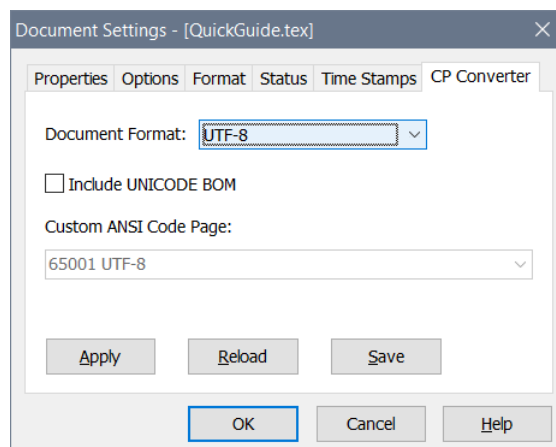 Document Settings - [QuickGuide.tex]
Properties Options Format Status Time Stamps CP Converter
Document Format: UTF-8
Include UNICODE BOM
Custom ANSI Code Page:
65001 UTF-8
Apply Reload Save
OK Cancel Help